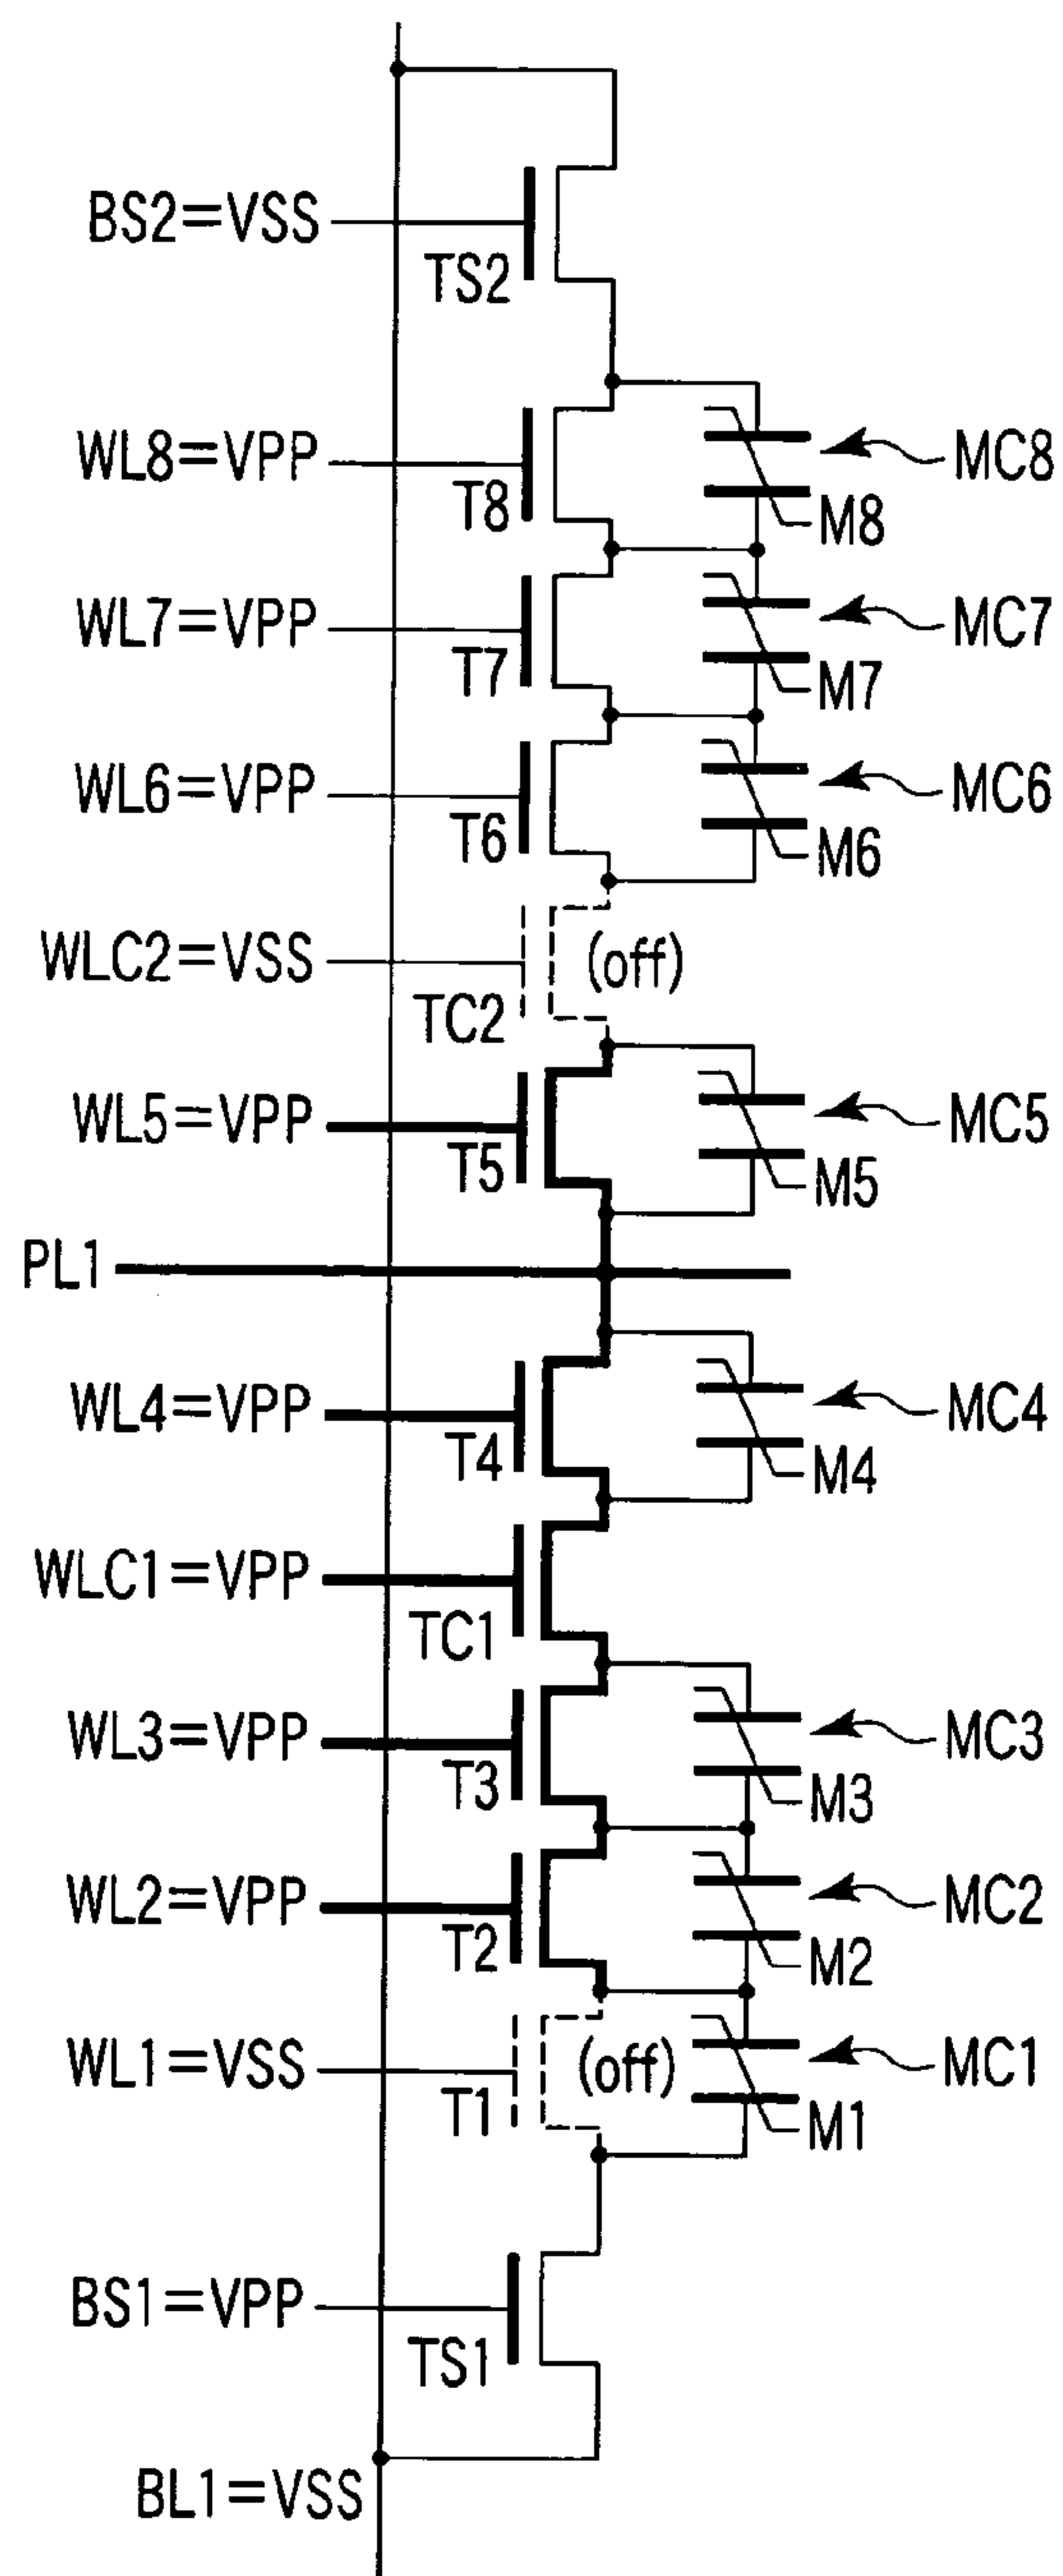 BS2=VSS
TS2
WL8=VPP
T8
MC8
M8
WL7=VPP
T7
MC7
M7
WL6=VPP
T6
MC6
M6
WLC2=VSS
(off)
TC2
WL5=VPP
T5
MC5
M5
PL1
WL4=VPP
T4
MC4
M4
WLC1=VPP
TC1
WL3=VPP
T3
MC3
M3
WL2=VPP
T2
MC2
M2
WL1=VSS
(off)
T1
MC1
M1
BS1=VPP
TS1
BL1=VSS